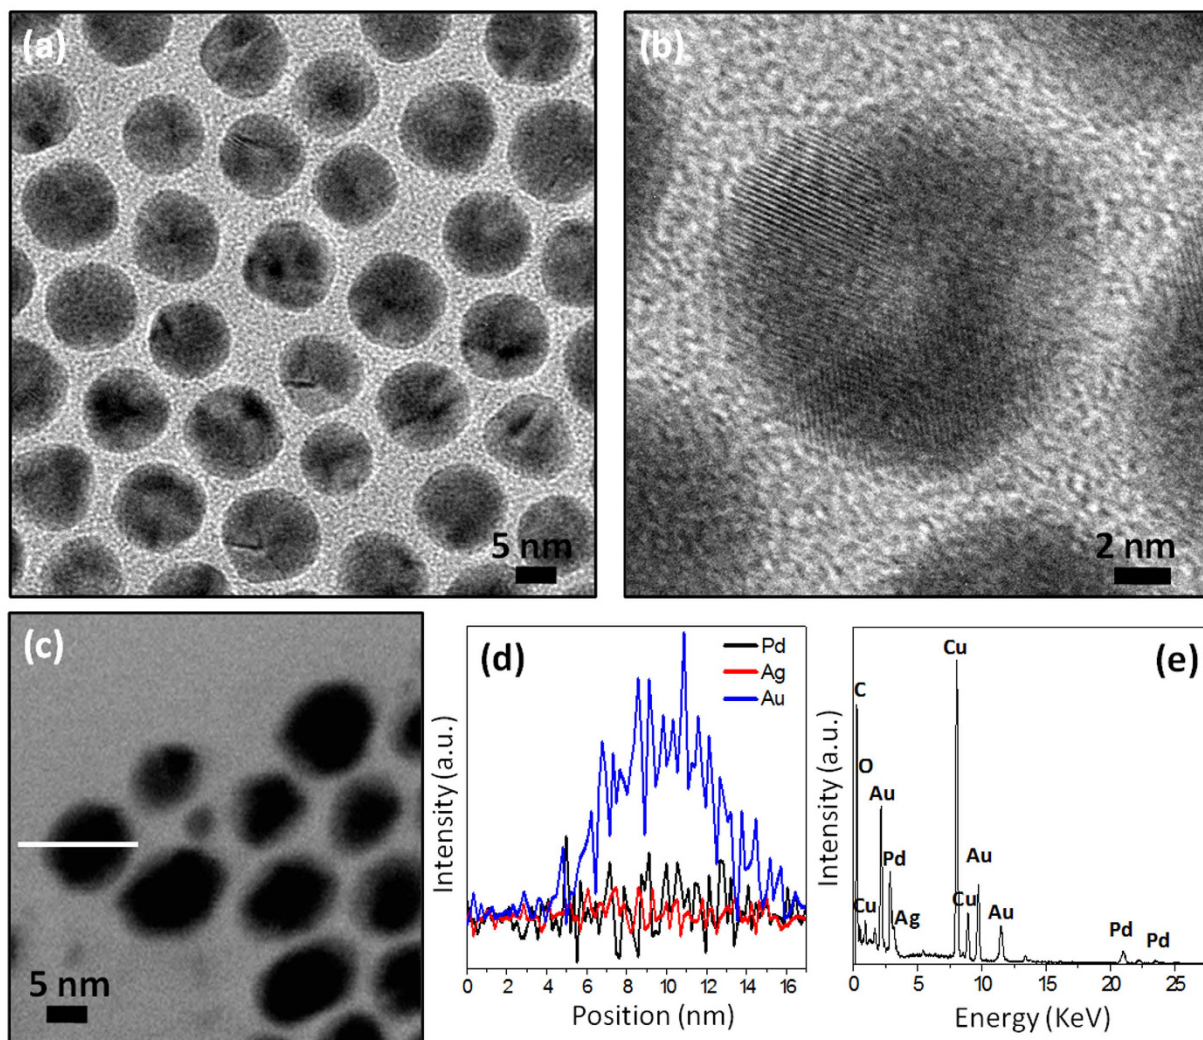 (a)
5 nm
(b)
2 nm
(c)
5 nm
(d)
Pd
Ag
Au
Intensity (a.u.)
0 2 4 6 8 10 12 14 16
Position (nm)
(e)
Cu
C
O
Au
Pd
Cu
Ag
Au
Cu
Au
Pd
Pd
Intensity (a.u.)
0 5 10 15 20 25
Energy (KeV)